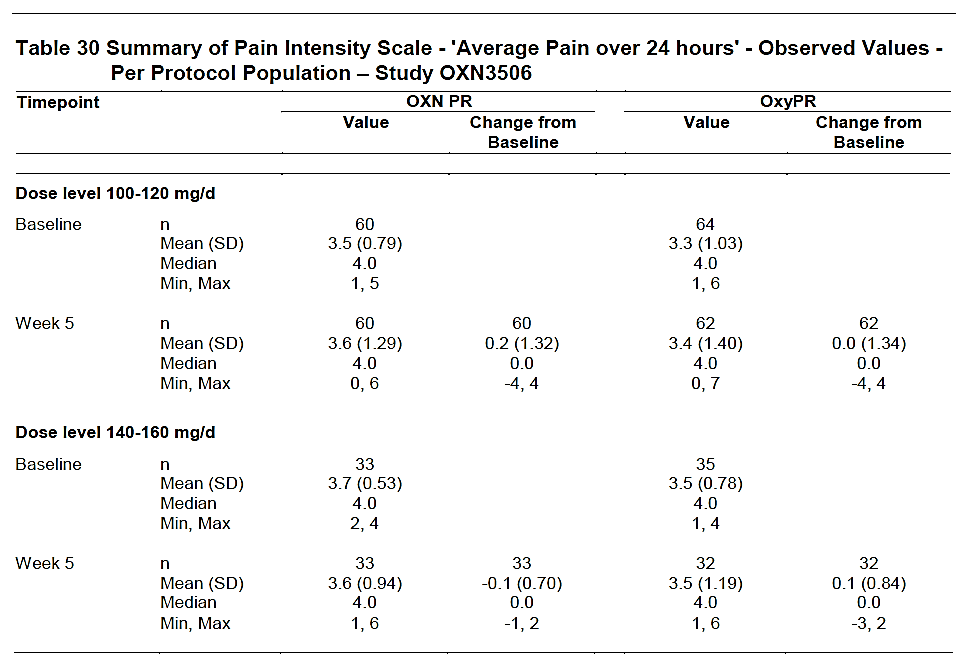 Table 30 Summary of Pain Intensity Scale - 'Average Pain over 24 hours' - Observed Values -
Per Protocol Population – Study OXN3506
Timepoint OXN PR OxyPR
Value Change from Value Change from
Baseline Baseline
Dose level 100-120 mg/d
Baseline n 60 64
Mean (SD) 3.5 (0.79) 3.3 (1.03)
Median 4.0 4.0
Min, Max 1, 5 1, 6
Week 5 n 60 60 62 62
Mean (SD) 3.6 (1.29) 0.2 (1.32) 3.4 (1.40) 0.0 (1.34)
Median 4.0 0.0 4.0 0.0
Min, Max 0, 6 -4, 4 0, 7 -4, 4
Dose level 140-160 mg/d
Baseline n 33 35
Mean (SD) 3.7 (0.53) 3.5 (0.78)
Median 4.0 4.0
Min, Max 2, 4 1, 4
Week 5 n 33 33 32 32
Mean (SD) 3.6 (0.94) -0.1 (0.70) 3.5 (1.19) 0.1 (0.84)
Median 4.0 0.0 4.0 0.0
Min, Max 1, 6 -1, 2 1, 6 -3, 2